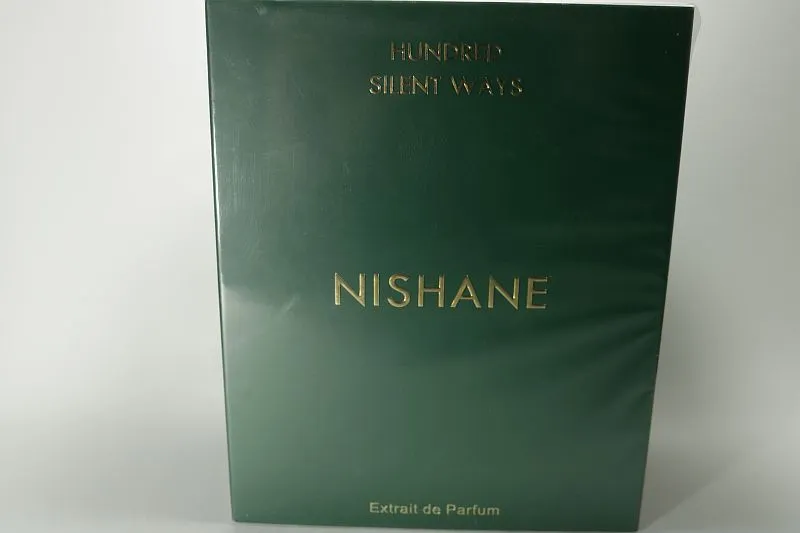 HUNDRED
SILENT WAYS
NISHANE
Extrait de Parfum